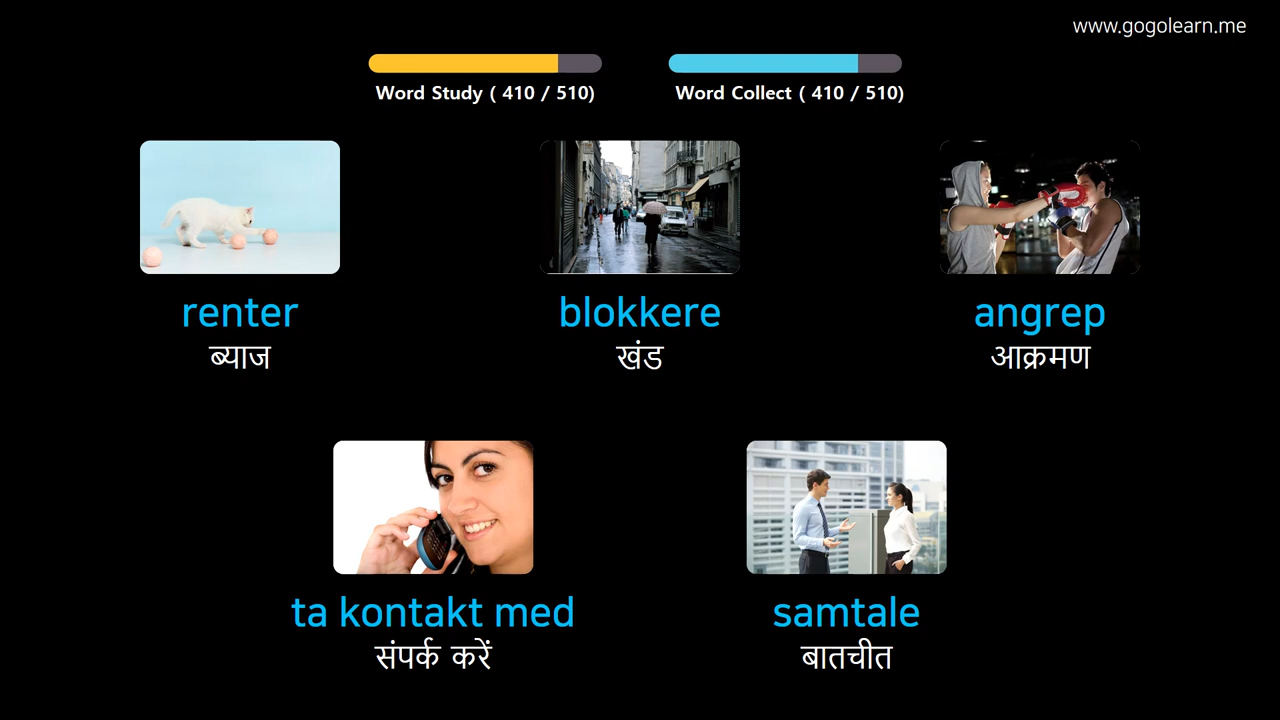 www.gogolearn.me
Word Study ( 410 / 510)
Word Collect ( 410 / 510)
renter
ब्याज
blokkere
खंड
angrep
आक्रमण
ta kontakt med
संपर्क करें
samtale
बातचीत